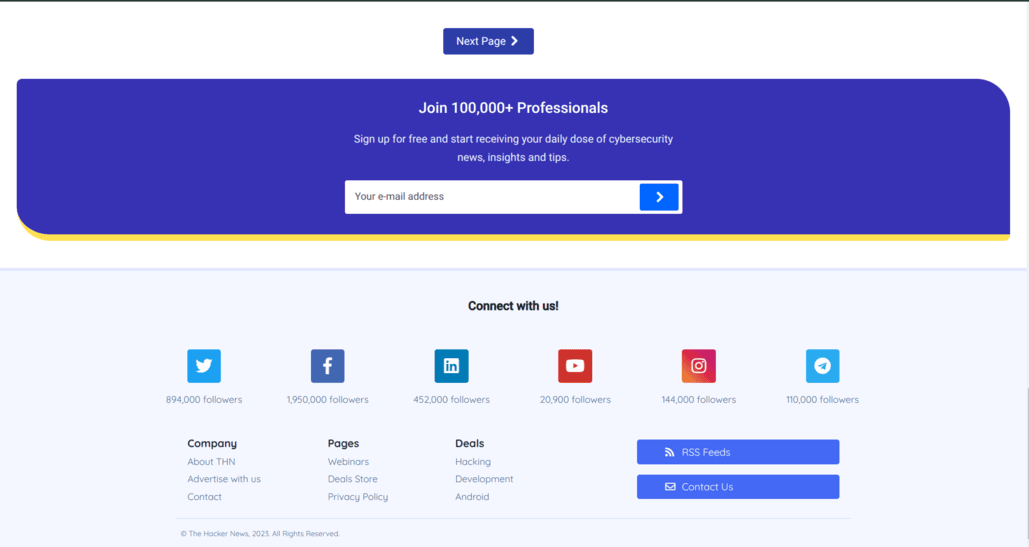 Next Page
Join 100,000+ Professionals
Sign up for free and start receiving your daily dose of cybersecurity
news, insights and tips.
Your e-mail address
Connect with us!
894,000 followers
1,950,000 followers
452,000 followers
20,900 followers
144,000 followers
110,000 followers
Company
About THN
Advertise with us
Contact
Pages
Webinars
Deals Store
Privacy Policy
Deals
Hacking
Development
Android
RSS Feeds
Contact Us
© The Hacker News, 2023. All Rights Reserved.